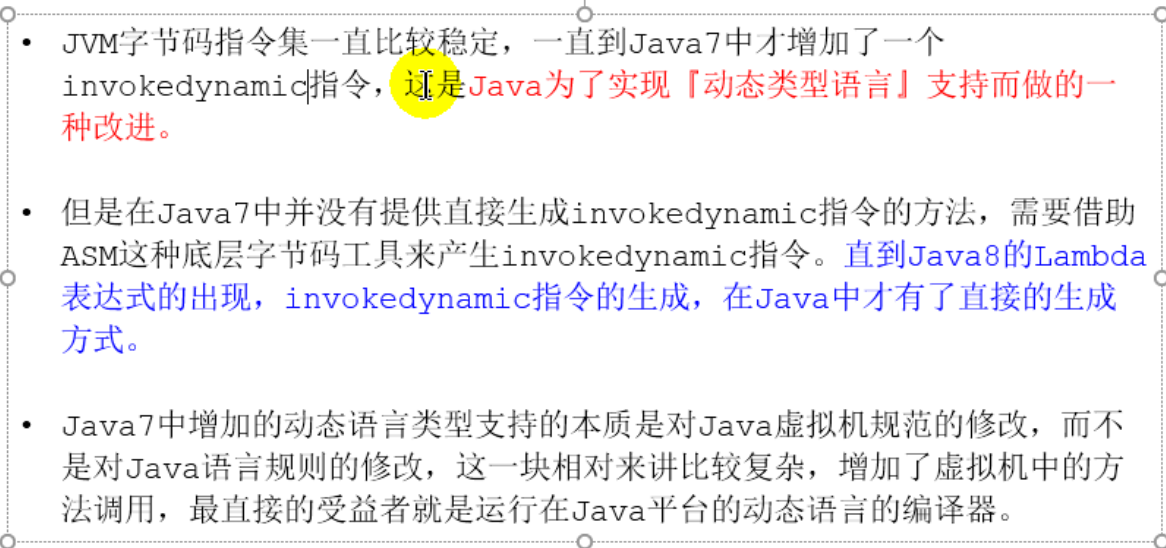 • JVM字节码指令集一直比较稳定，一直到Java7中才增加了一个
invokedynamic指令，这是Java为了实现『动态类型语言』支持而做的一
种改进。
• 但是在Java7中并没有提供直接生成invokedynamic指令的方法，需要借助
ASM这种底层字节码工具来产生invokedynamic指令。直到Java8的Lambda
表达式的出现，invokedynamic指令的生成，在Java中才有了直接的生成
方式。
• Java7中增加的动态语言类型支持的本质是对Java虚拟机规范的修改，而不
是对Java语言规则的修改，这一块相对来讲比较复杂，增加了虚拟机中的方
法调用，最直接的受益者就是运行在Java平台的动态语言的编译器。